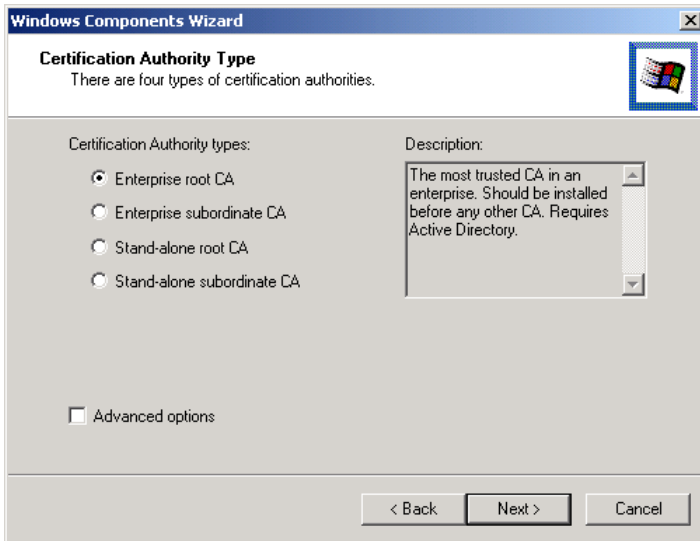 Windows Components Wizard
Certification Authority Type
There are four types of certification authorities.
Certification Authority types:
Enterprise root CA
Enterprise subordinate CA
Stand-alone root CA
Stand-alone subordinate CA
Description:
The most trusted CA in an
enterprise. Should be installed
before any other CA. Requires
Active Directory.
Advanced options
< Back
Next >
Cancel